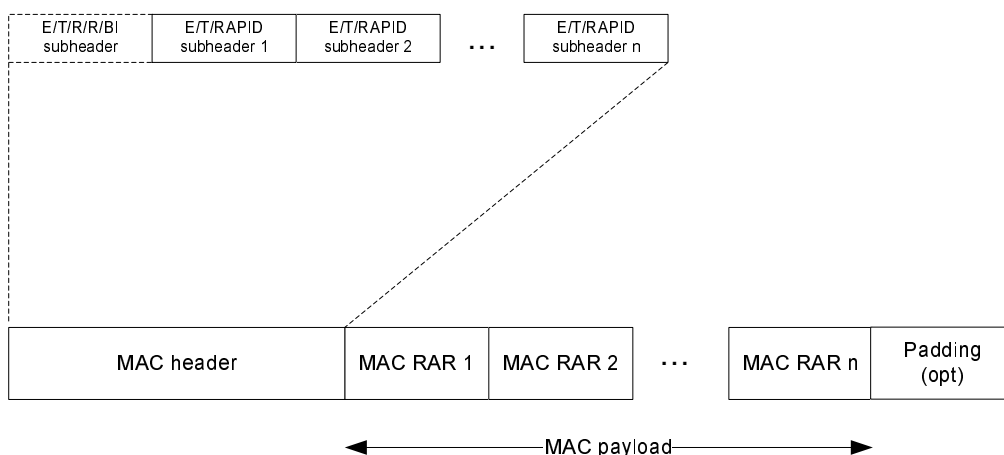 E/T/R/R/BI
subheader
E/T/RAPID
subheader 1
E/T/RAPID
subheader 2
...
E/T/RAPID
subheader n
MAC header
MAC RAR 1
MAC RAR 2
...
MAC RAR n
Padding
(opt)
MAC payload